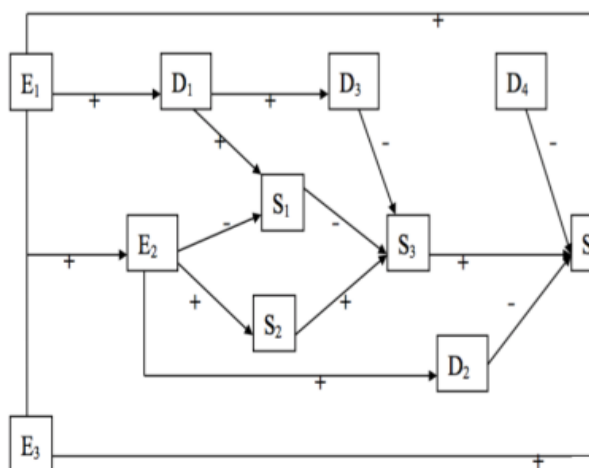 +
E₁ + D₁ + D₃ D₄
+ - -
S₁
E₂ - - S₃ + S
+
+ S₂ + -
D₂
+
E₃
+